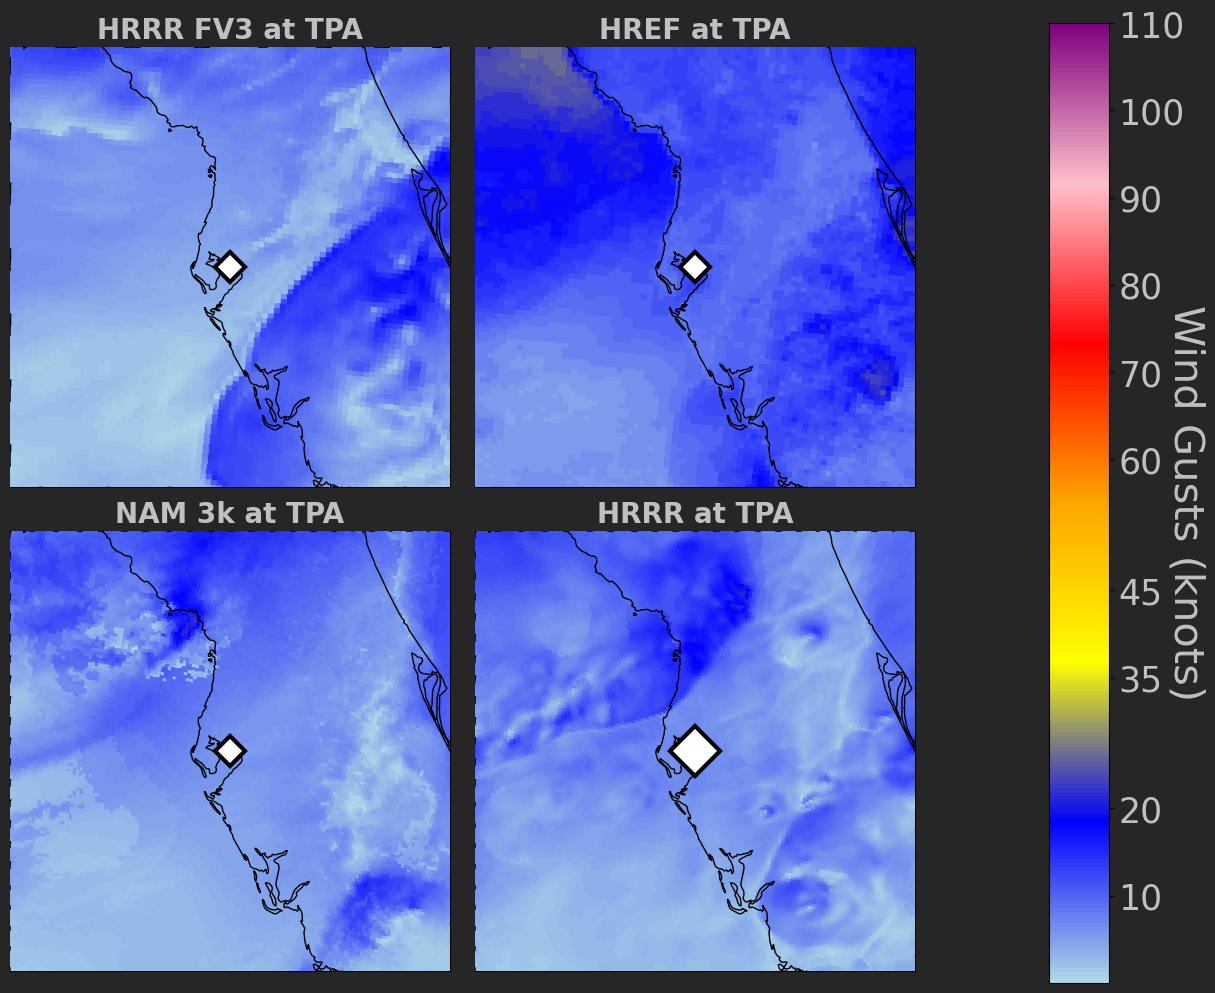 HRRR FV3 at TPA
HREF at TPA
NAM 3k at TPA
HRRR at TPA
110
100
90
80
70
60
45
35
20
10
Wind Gusts (knots)